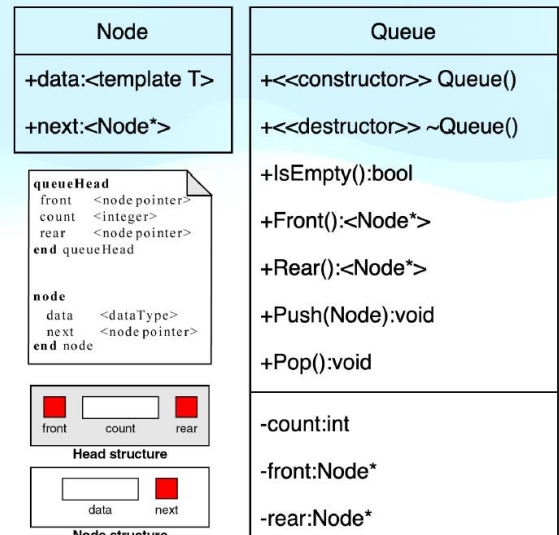 Node
+data:<template T>
+next:<Node*>
queueHead
front <node pointer>
count <integer>
rear <node pointer>
end queueHead
node
data <dataType>
next <node pointer>
end node
front count rear
Head structure
data next
Node structure
Queue
+<<constructor>> Queue()
+<<destructor>> ~Queue()
+IsEmpty():bool
+Front():<Node*>
+Rear():<Node*>
+Push(Node):void
+Pop():void
-count:int
-front:Node*
-rear:Node*